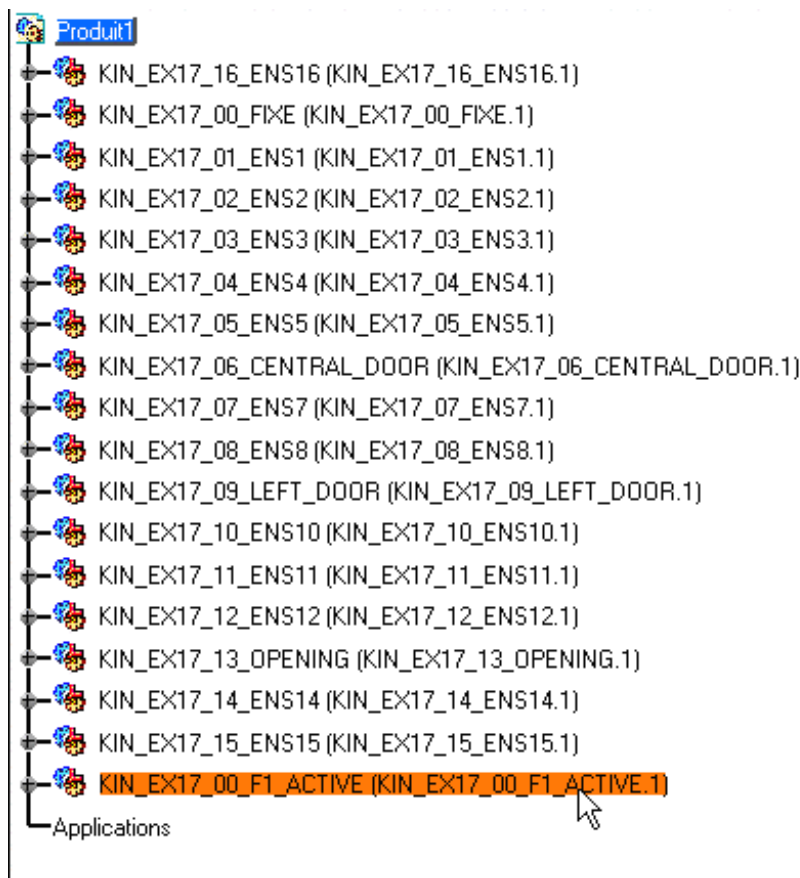 Produit1
KIN_EX17_16_ENS16 (KIN_EX17_16_ENS16.1)
KIN_EX17_00_FIXE (KIN_EX17_00_FIXE.1)
KIN_EX17_01_ENS1 (KIN_EX17_01_ENS1.1)
KIN_EX17_02_ENS2 (KIN_EX17_02_ENS2.1)
KIN_EX17_03_ENS3 (KIN_EX17_03_ENS3.1)
KIN_EX17_04_ENS4 (KIN_EX17_04_ENS4.1)
KIN_EX17_05_ENS5 (KIN_EX17_05_ENS5.1)
KIN_EX17_06_CENTRAL_DOOR (KIN_EX17_06_CENTRAL_DOOR.1)
KIN_EX17_07_ENS7 (KIN_EX17_07_ENS7.1)
KIN_EX17_08_ENS8 (KIN_EX17_08_ENS8.1)
KIN_EX17_09_LEFT_DOOR (KIN_EX17_09_LEFT_DOOR.1)
KIN_EX17_10_ENS10 (KIN_EX17_10_ENS10.1)
KIN_EX17_11_ENS11 (KIN_EX17_11_ENS11.1)
KIN_EX17_12_ENS12 (KIN_EX17_12_ENS12.1)
KIN_EX17_13_OPENING (KIN_EX17_13_OPENING.1)
KIN_EX17_14_ENS14 (KIN_EX17_14_ENS14.1)
KIN_EX17_15_ENS15 (KIN_EX17_15_ENS15.1)
KIN_EX17_00_F1_ACTIVE (KIN_EX17_00_F1_ACTIVE.1)
Applications